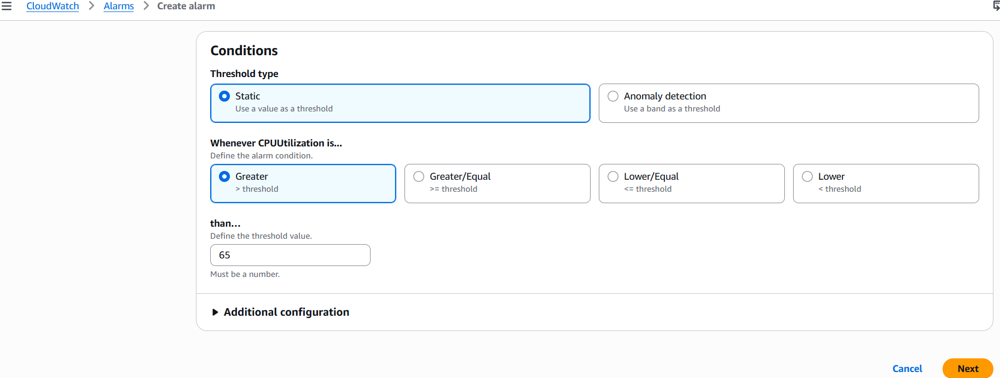 CloudWatch > Alarms > Create alarm
Conditions
Threshold type
Static
Use a value as a threshold
Anomaly detection
Use a band as a threshold
Whenever CPUUtilization is...
Define the alarm condition.
Greater
> threshold
Greater/Equal
>= threshold
Lower/Equal
<= threshold
Lower
< threshold
than...
Define the threshold value.
65
Must be a number.
Additional configuration
Cancel
Next